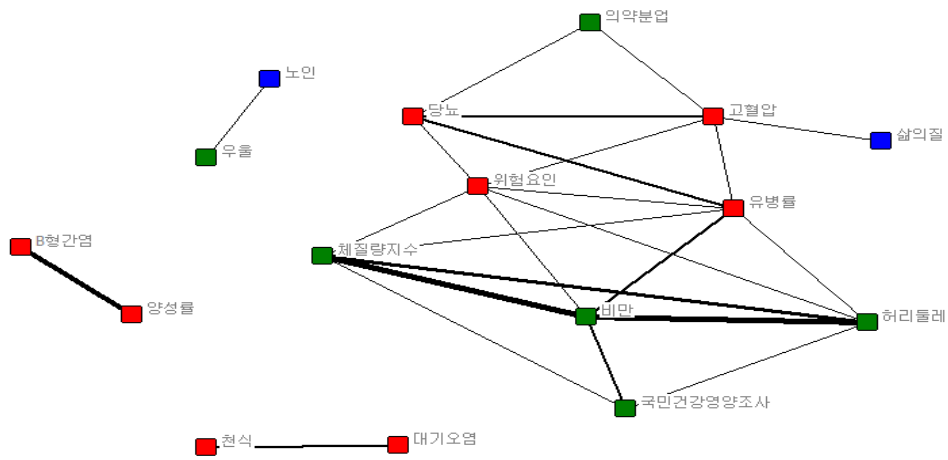 의약분업
노인
당뇨
고혈압
삶의질
우울
위험요인
유병률
B형간염
체질량지수
양성률
비만
허리둘레
국민건강영양조사
천식
대기오염